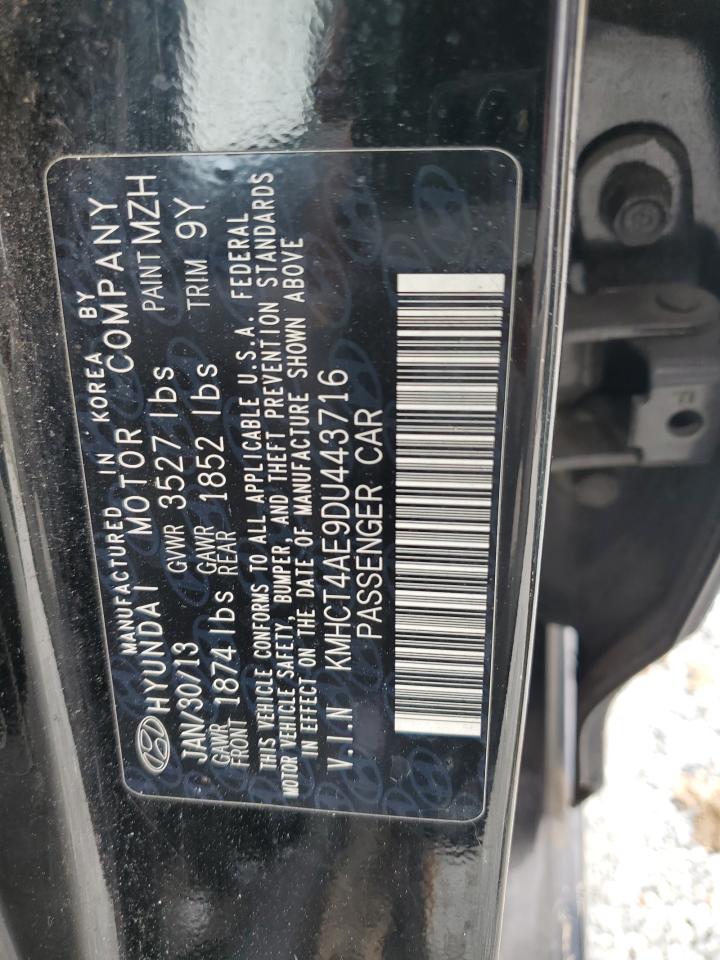 MANUFACTURED IN KOREA BY
HYUNDAI MOTOR COMPANY
JAN/30/13 GVWR 3527 lbs PAINT MZH
GAWR FRONT 1874 lbs GAWR REAR 1852 lbs TRIM 9Y
THIS VEHICLE CONFORMS TO ALL APPLICABLE U.S.A. FEDERAL
MOTOR VEHICLE SAFETY, BUMPER, AND THEFT PREVENTION STANDARDS
IN EFFECT ON THE DATE OF MANUFACTURE SHOWN ABOVE
V.I.N KMHCT4AE9DU443716
PASSENGER CAR